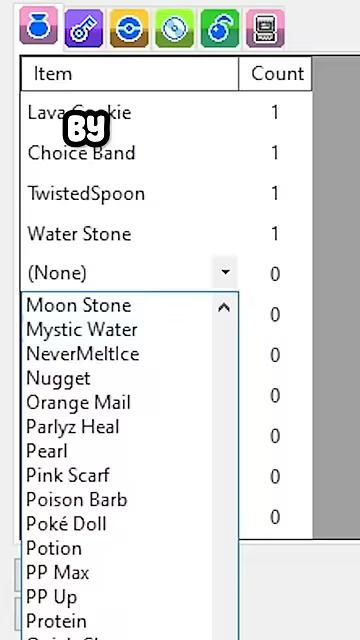 Item Count
Lava Cookie 1
BY
Choice Band 1
TwistedSpoon 1
Water Stone 1
(None) 0
Moon Stone 0
Mystic Water
NeverMeltIce 0
Nugget
Orange Mail 0
Parlyz Heal
Pearl 0
Pink Scarf 0
Poison Barb
Poké Doll 0
Potion
PP Max
PP Up
Protein